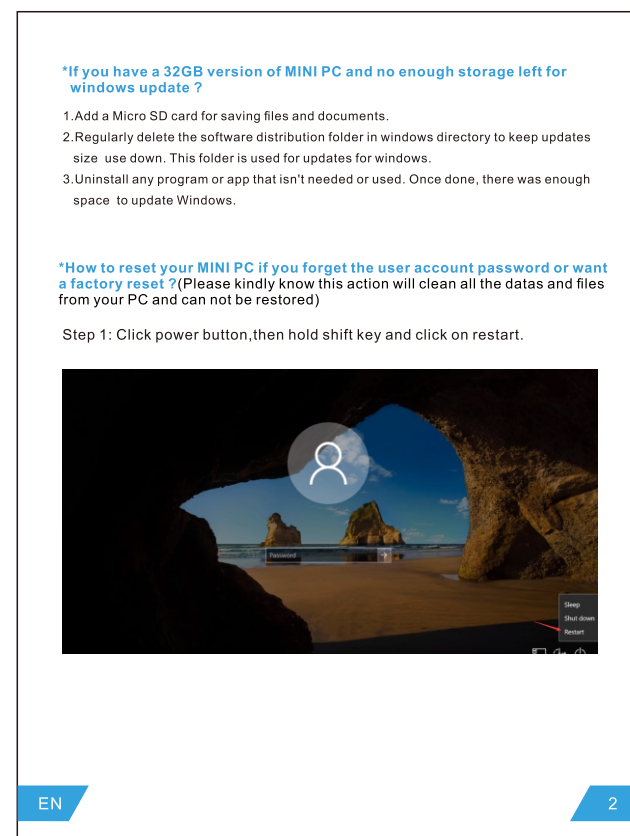 *If you have a 32GB version of MINI PC and no enough storage left for
windows update ?
1.Add a Micro SD card for saving files and documents.
2.Regularly delete the software distribution folder in windows directory to keep updates
size use down. This folder is used for updates for windows.
3.Uninstall any program or app that isn't needed or used. Once done, there was enough
space to update Windows.
*How to reset your MINI PC if you forget the user account password or want
a factory reset ?(Please kindly know this action will clean all the datas and files
from your PC and can not be restored)
Step 1: Click power button,then hold shift key and click on restart.
Password
Sleep
Shut down
Restart
EN
2